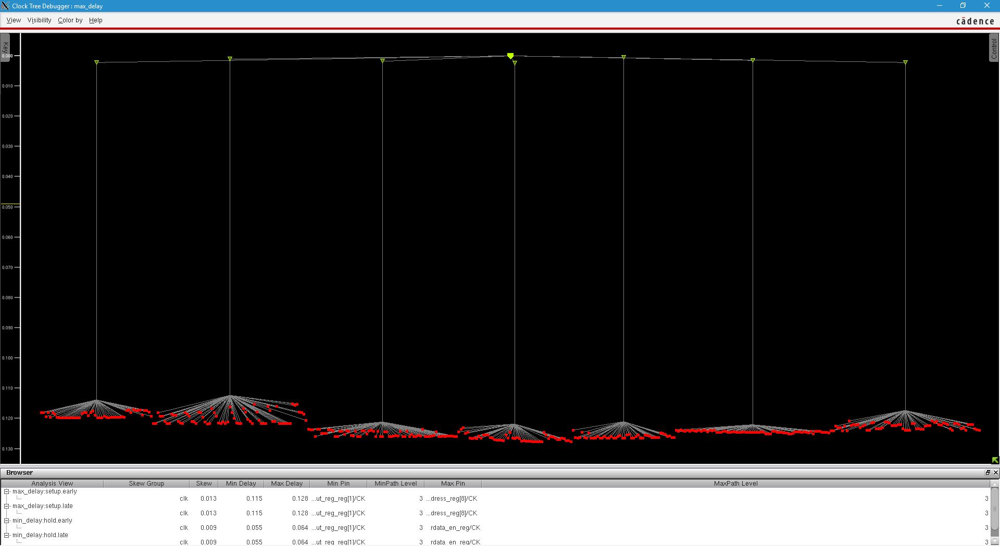 Clock Tree Debugger : max_delay
View Visibility Color by Help
cādence
Key
Control
0.000
0.010
0.020
0.030
0.040
0.050
0.060
0.070
0.080
0.090
0.100
0.110
0.120
0.130
Browser
Analysis View Skew Group Skew Min Delay Max Delay Min Pin MinPath Level Max Pin MaxPath Level
max_delay:setup.early
clk 0.013 0.115 0.128 ...ut_reg_reg[1]/CK 3 ...dress_reg[8]/CK 3
max_delay:setup.late
clk 0.013 0.115 0.128 ...ut_reg_reg[1]/CK 3 ...dress_reg[8]/CK 3
min_delay:hold.early
clk 0.009 0.055 0.064 ...ut_reg_reg[1]/CK 3 rdata_en_reg/CK 3
min_delay:hold.late
clk 0.009 0.055 0.064 ...ut_reg_reg[1]/CK 3 rdata_en_reg/CK 3